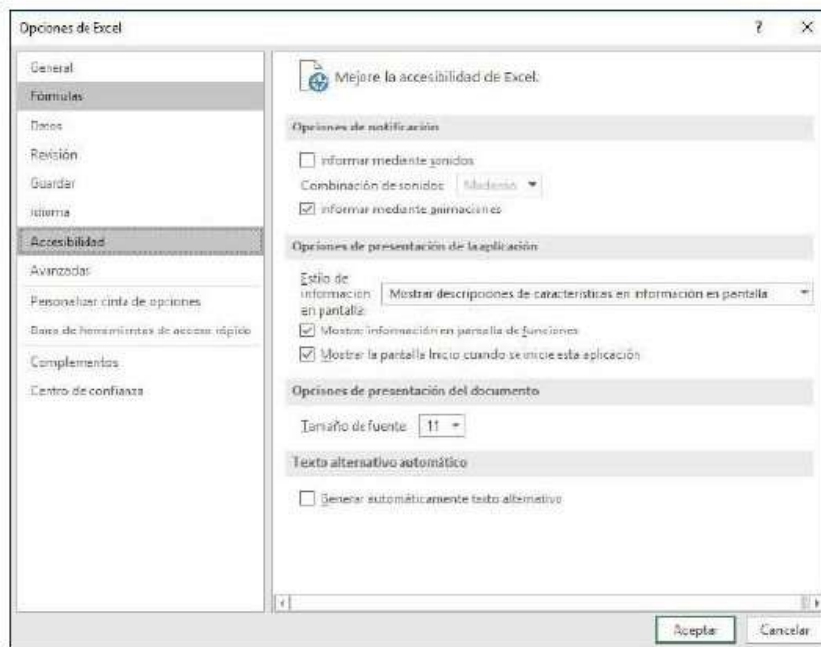 Opciones de Excel
?
General
Fórmulas
Datos
Revisión
Guardar
Idioma
Accesibilidad
Avanzadas
Personalizar cinta de opciones
Barra de herramientas de acceso rápido
Complementos
Centro de confianza
Mejore la accesibilidad de Excel.
Opciones de notificación
Informar mediante sonidos
Combinación de sonidos: Moderno
Informar mediante animaciones
Opciones de presentación de la aplicación
Estilo de
información
en pantalla:
Mostrar descripciones de características en información en pantalla
Mostrar información en pantalla de funciones
Mostrar la pantalla Inicio cuando se inicie esta aplicación
Opciones de presentación del documento
Tamaño de fuente: 11
Texto alternativo automático
Generar automáticamente texto alternativo
Aceptar
Cancelar